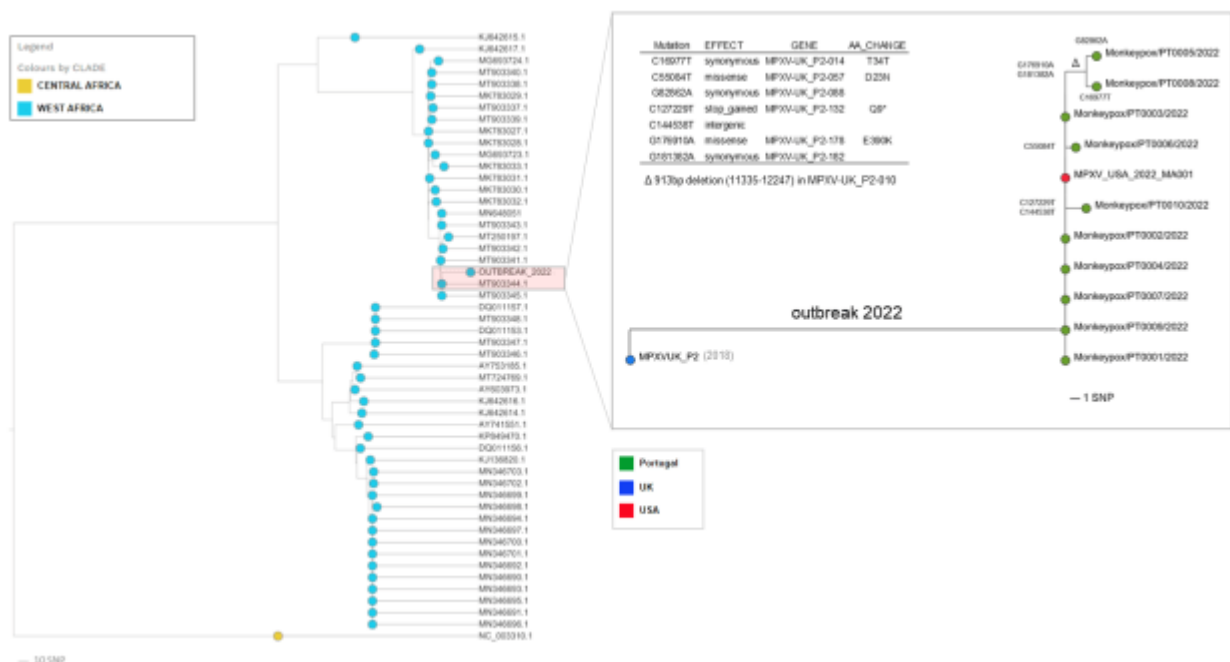 Legend
Colours by CLADE
CENTRAL AFRICA
WEST AFRICA
KJ642615.1
KJ642617.1
MG693724.1
MT903340.1
MT903338.1
MK783029.1
MT903337.1
MT903339.1
MK783027.1
MK783028.1
MG693723.1
MK783033.1
MK783031.1
MK783030.1
MK783032.1
MN648051
MT903343.1
MT250197.1
MT903342.1
MT903341.1
OUTBREAK_2022
MT903344.1
MT903345.1
DQ011157.1
MT903348.1
DQ011153.1
MT903347.1
MT903346.1
AY753185.1
MT724769.1
AY603973.1
KJ642616.1
KJ642614.1
AY741551.1
KP849470.1
DQ011156.1
KJ136820.1
MN346703.1
MN346702.1
MN346699.1
MN346698.1
MN346694.1
MN346697.1
MN346700.1
MN346701.1
MN346692.1
MN346690.1
MN346693.1
MN346695.1
MN346691.1
MN346696.1
NC_003310.1
10 SNP
Mutation EFFECT GENE AA_CHANGE
C16977T synonymous MPXV-UK_P2-014 T34T
C55084T missense MPXV-UK_P2-057 D25N
G82662A synonymous MPXV-UK_P2-088
C127229T stop_gained MPXV-UK_P2-132 Q9*
C144538T intergenic
G176910A missense MPXV-UK_P2-178 E390K
G181382A synonymous MPXV-UK_P2-182
Δ 913bp deletion (11335-12247) in MPXV-UK_P2-010
G82662A
Monkeypox/PT0005/2022
G176910A
G181382A
Δ
Monkeypox/PT0008/2022
C16977T
Monkeypox/PT0003/2022
C55084T
Monkeypox/PT0006/2022
MPXV_USA_2022_MA001
C127229T
C144538T
Monkeypox/PT0010/2022
Monkeypox/PT0002/2022
Monkeypox/PT0004/2022
Monkeypox/PT0007/2022
outbreak 2022
Monkeypox/PT0009/2022
MPXVUK_P2 (2018)
Monkeypox/PT0001/2022
1 SNP
Portugal
UK
USA